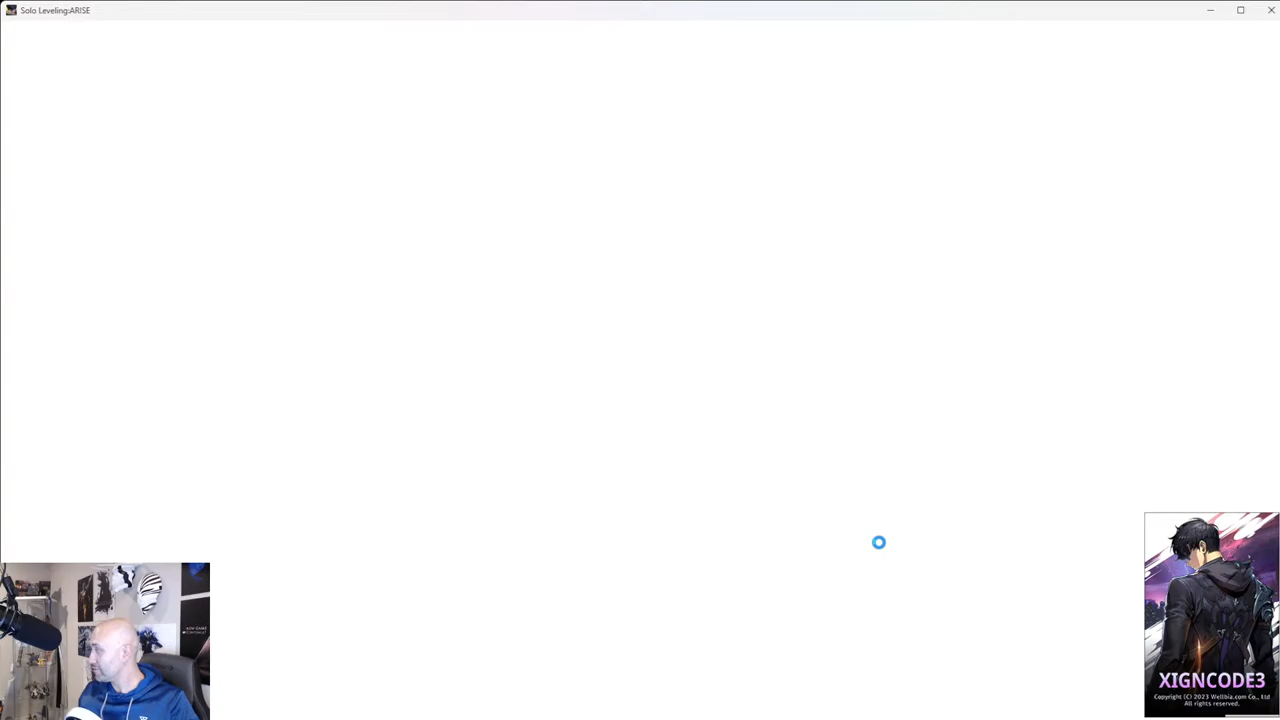 Solo Leveling:ARISE
XIGNCODE3
Copyright (C) 2023 Wellbia.com Co., Ltd
All rights reserved.